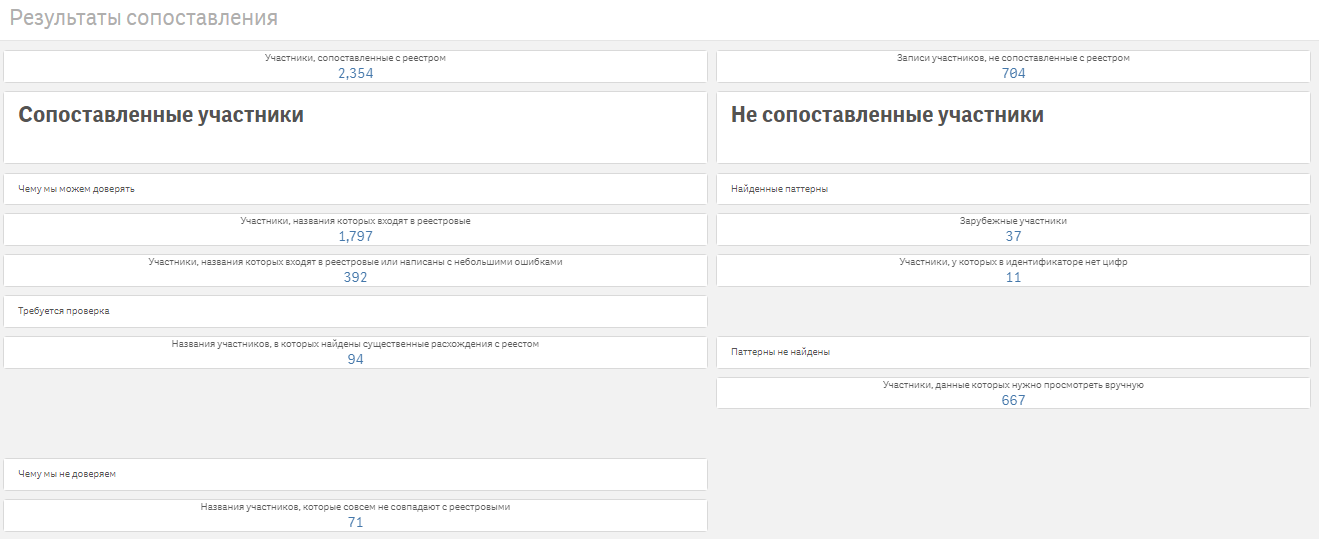 Результаты сопоставления
Участники, сопоставленные с реестром
2,354
Записи участников, не сопоставленные с реестром
704
Сопоставленные участники
Не сопоставленные участники
Чему мы можем доверять
Найденные паттерны
Участники, названия которых входят в реестровые
1,797
Зарубежные участники
37
Участники, названия которых входят в реестровые или написаны с небольшими ошибками
392
Участники, у которых в идентификаторе нет цифр
11
Требуется проверка
Названия участников, в которых найдены существенные расхождения с реестом
94
Паттерны не найдены
Участники, данные которых нужно просмотреть вручную
667
Чему мы не доверяем
Названия участников, которые совсем не совпадают с реестровыми
71